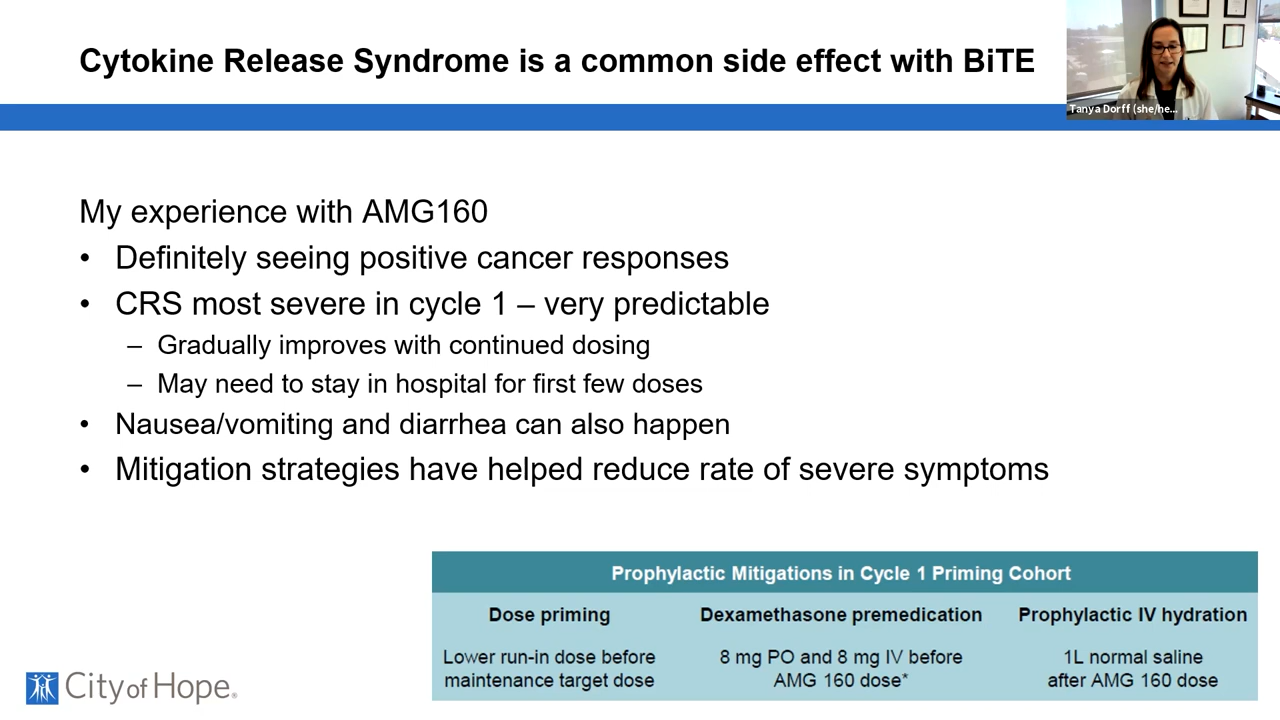 Cytokine Release Syndrome is a common side effect with BiTE
Tanya Dorff (she/he...
My experience with AMG160
• Definitely seeing positive cancer responses
• CRS most severe in cycle 1 – very predictable
– Gradually improves with continued dosing
– May need to stay in hospital for first few doses
• Nausea/vomiting and diarrhea can also happen
• Mitigation strategies have helped reduce rate of severe symptoms
Prophylactic Mitigations in Cycle 1 Priming Cohort
Dose priming
Lower run-in dose before
maintenance target dose
Dexamethasone premedication
8 mg PO and 8 mg IV before
AMG 160 dose*
Prophylactic IV hydration
1L normal saline
after AMG 160 dose
City of Hope®